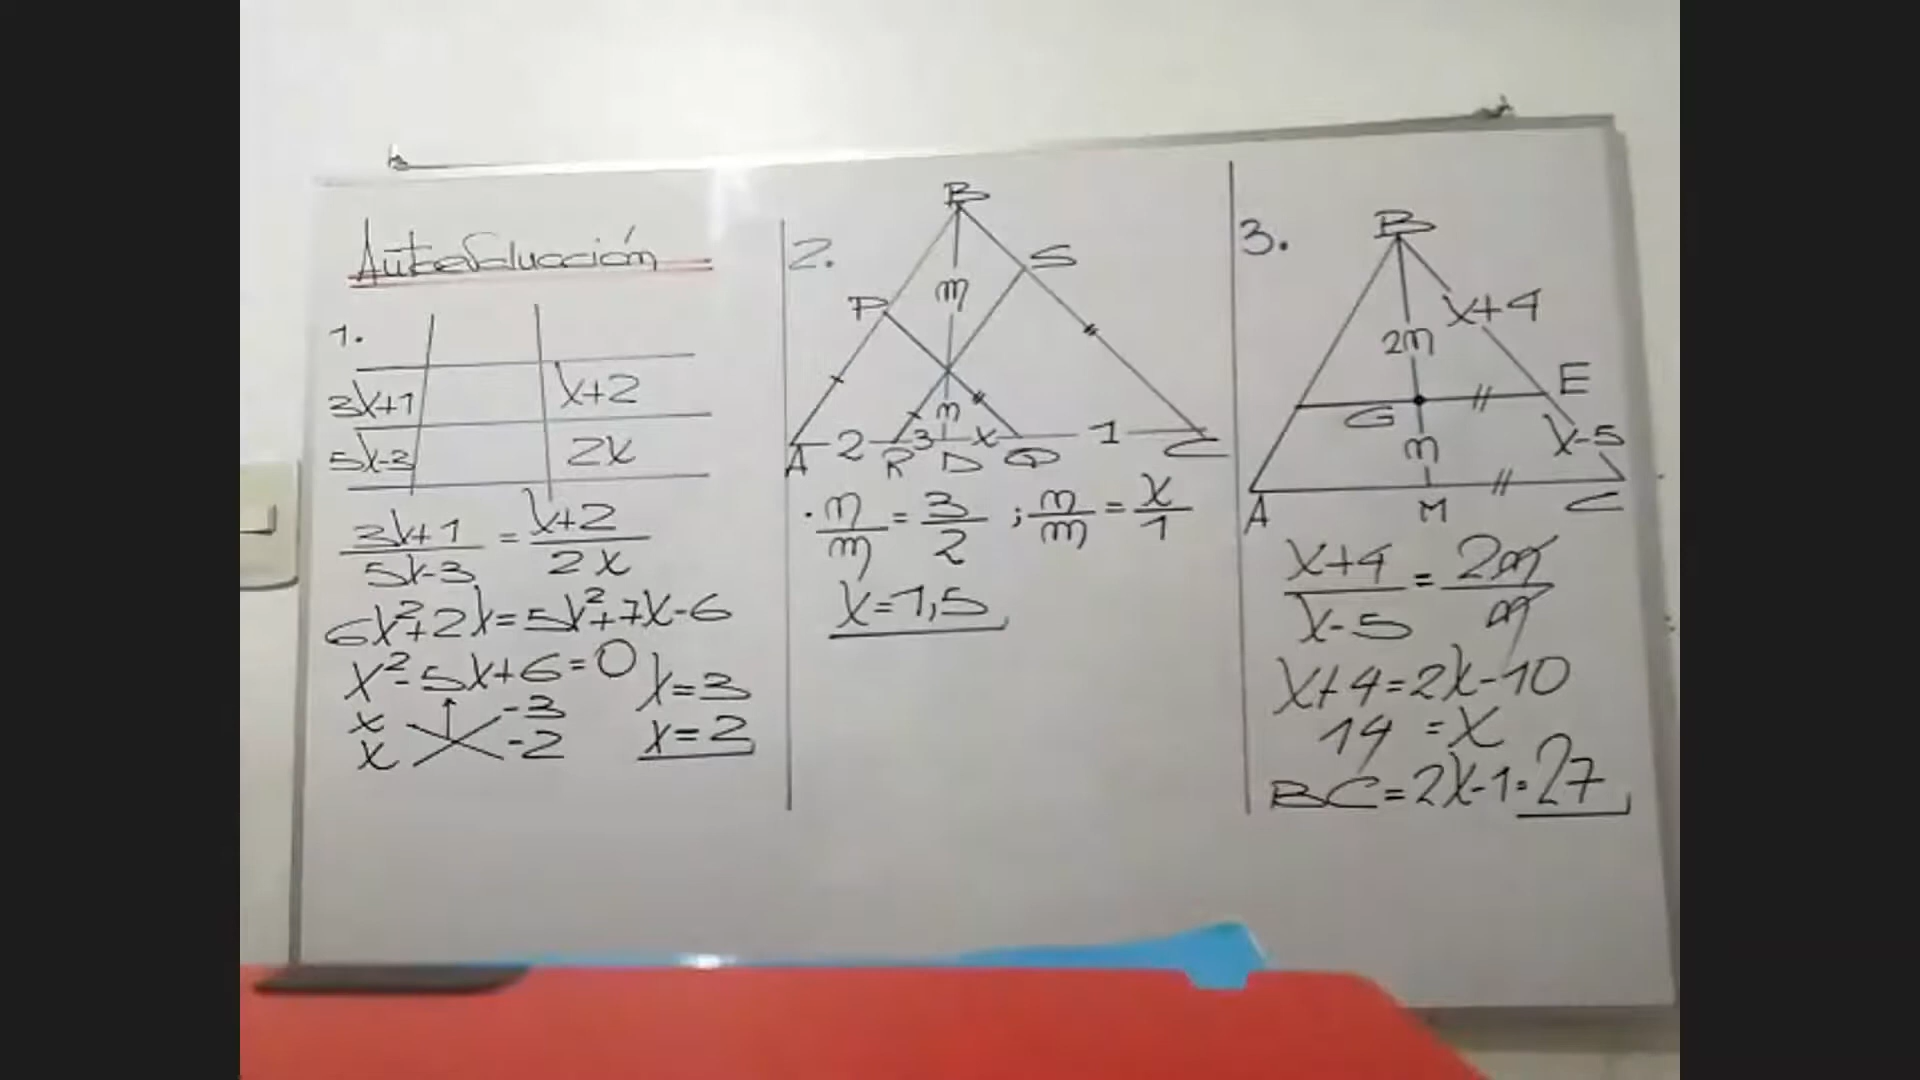 Autoevaluación
1.
3x+1 x+2
5x-3 2x
3x+1/5x-3 = x+2/2x
6x²+2x=5x²+7x-6
x²-5x+6=0
x -3
x -2
x=3
x=2
2.
B
S
P
m
m
A 2 R 3 D x Q 1 C
· m/m = 3/2 ; m/m = x/1
x=1,5
3.
B
x+4
2m
E
G
x-5
m
A M C
x+4/x-5 = 2m/m
x+4=2x-10
14 = x
BC=2x-1=27